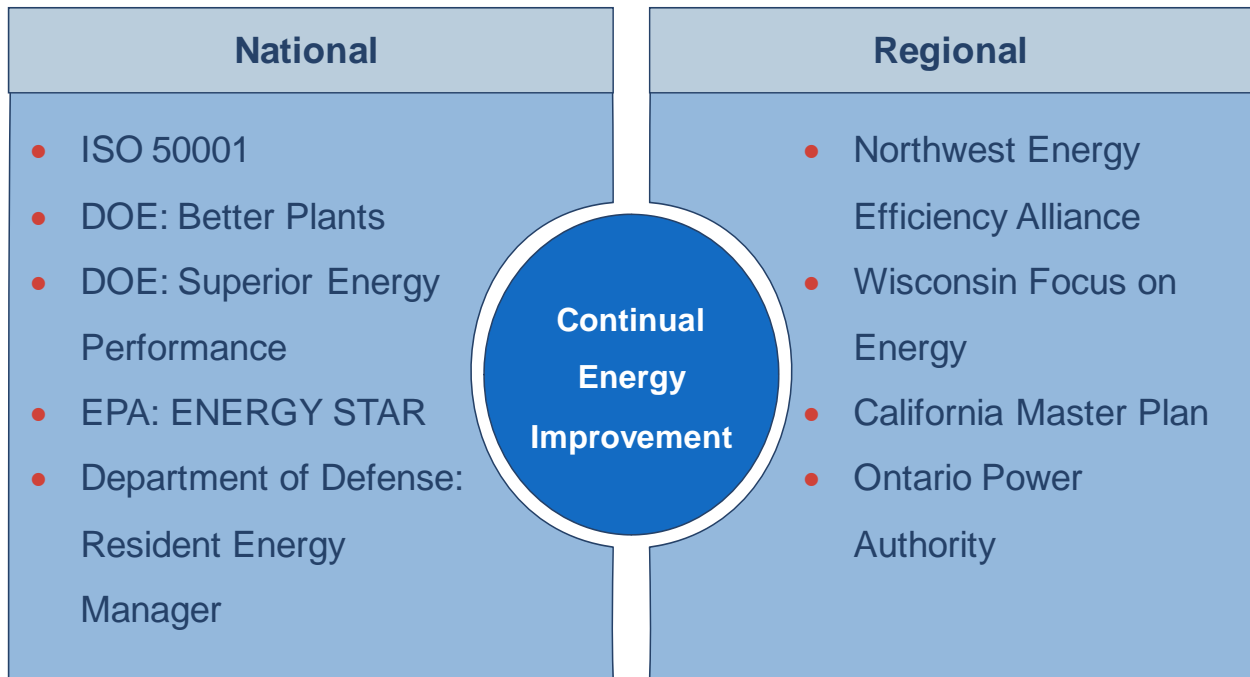 National
• ISO 50001
• DOE: Better Plants
• DOE: Superior Energy
Performance
• EPA: ENERGY STAR
• Department of Defense:
Resident Energy
Manager
Continual
Energy
Improvement
Regional
• Northwest Energy
Efficiency Alliance
• Wisconsin Focus on
Energy
• California Master Plan
• Ontario Power
Authority